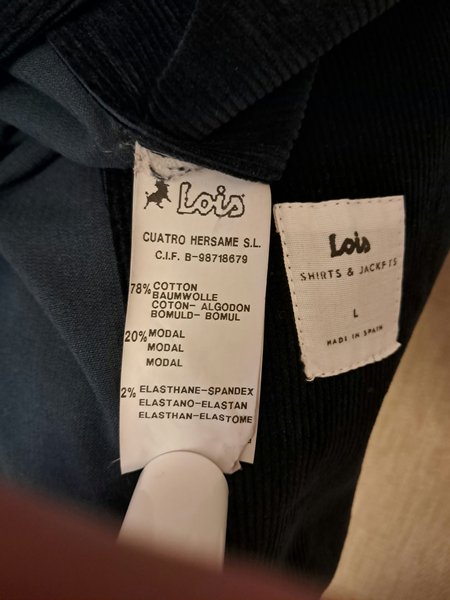 Lois
CUATRO HERSAME S.L.
C.I.F. B-98718679
78% COTTON
BAUMWOLLE
COTON- ALGODON
BOMULD- BOMUL
20% MODAL
MODAL
MODAL
2% ELASTHANE-SPANDEX
ELASTANO-ELASTAN
ELASTHAN-ELASTOME
Lois
SHIRTS & JACKETS
L
MADE IN SPAIN